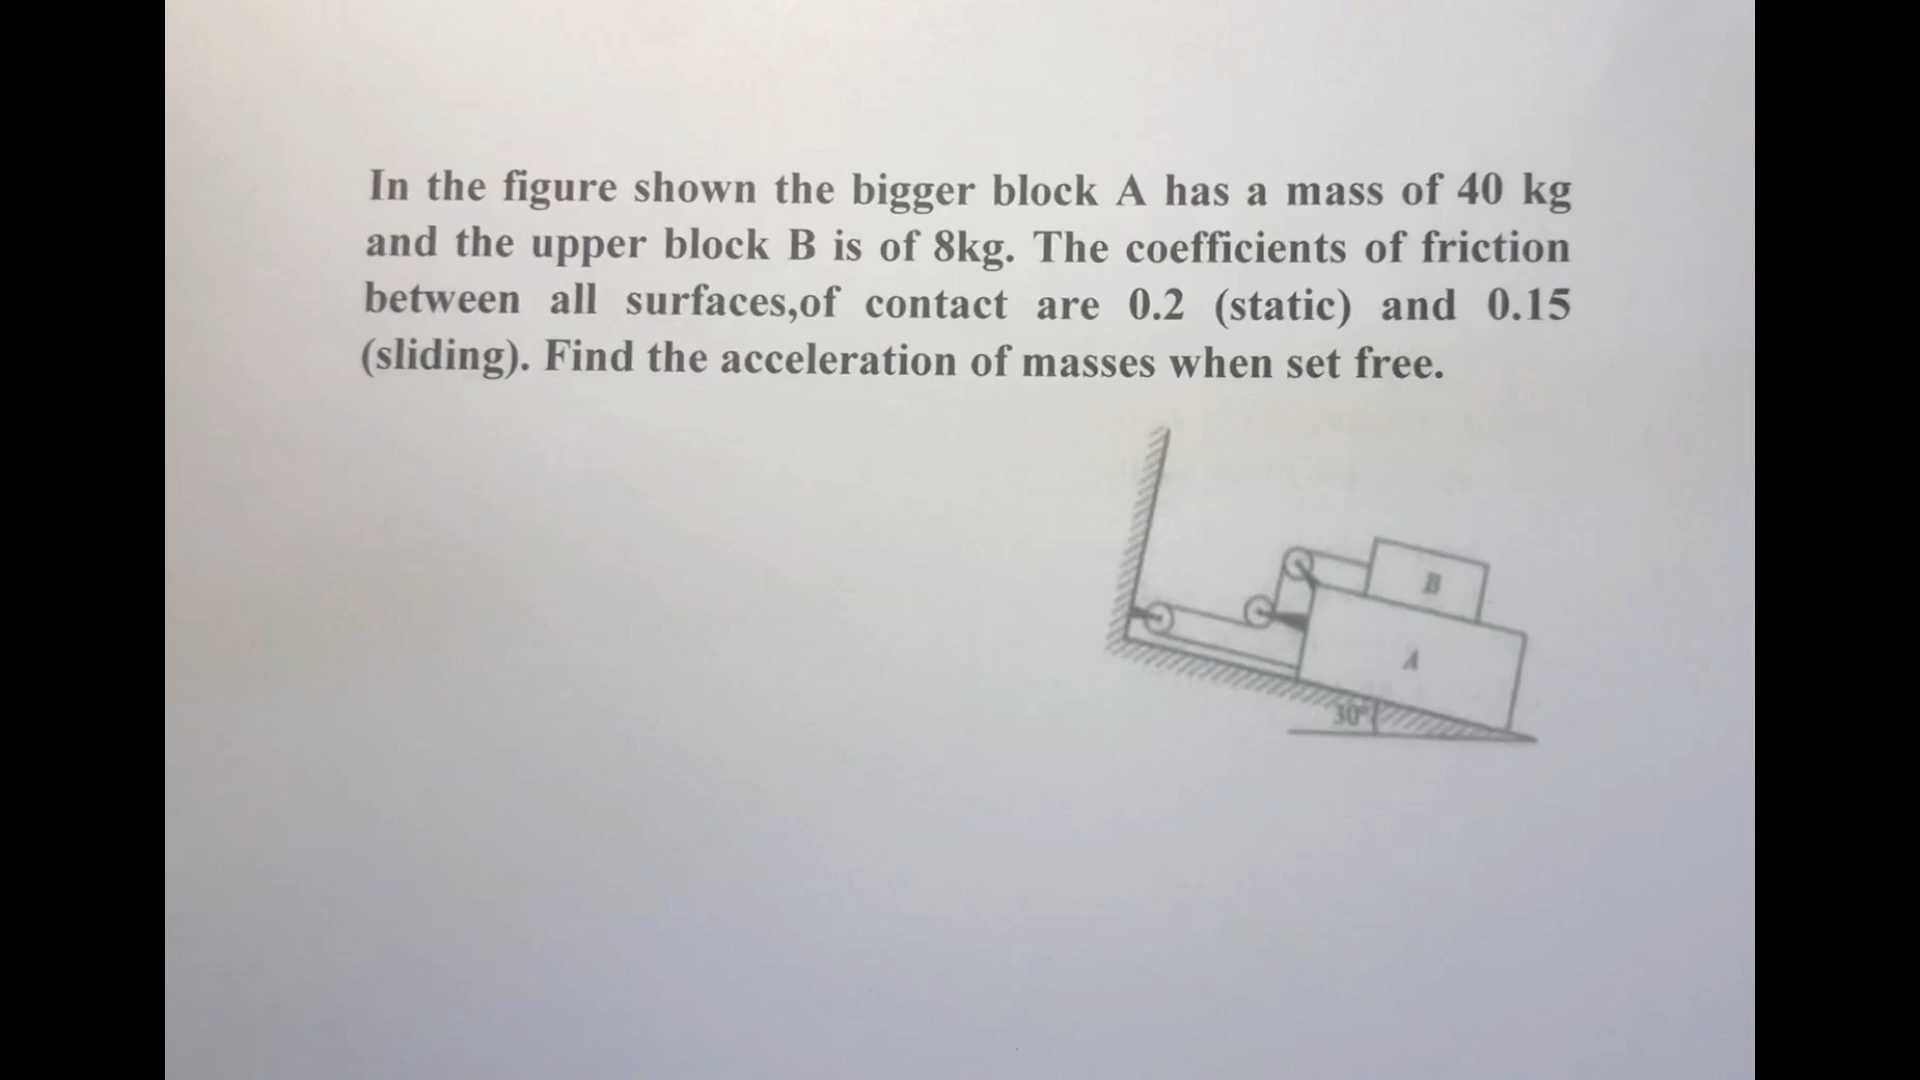 In the figure shown the bigger block A has a mass of 40 kg
and the upper block B is of 8kg. The coefficients of friction
between all surfaces,of contact are 0.2 (static) and 0.15
(sliding). Find the acceleration of masses when set free.
B
A
30°